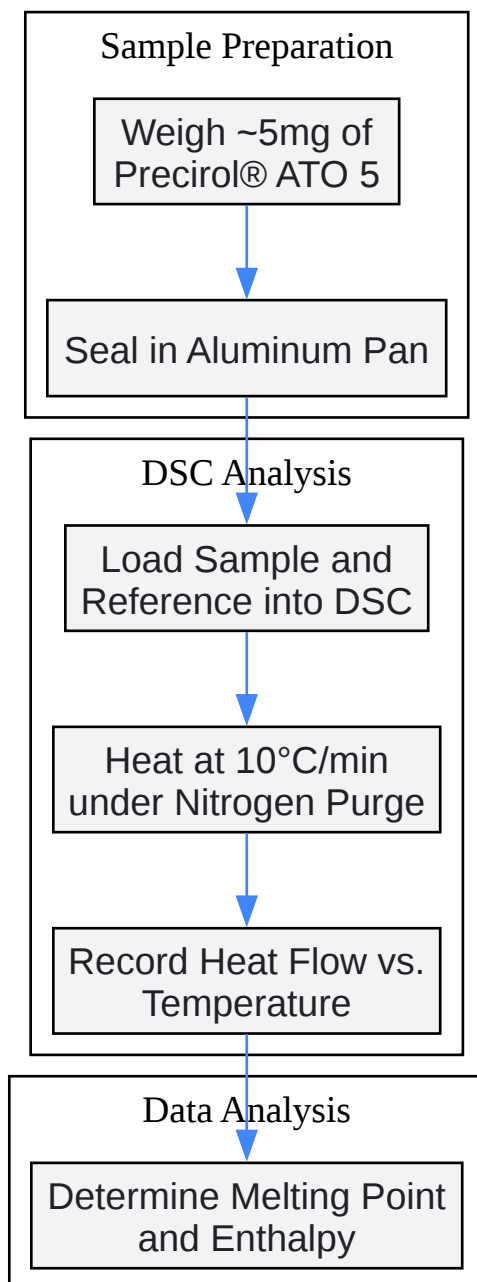 Sample Preparation
Weigh ~5mg of
Precirol® ATO 5
Seal in Aluminum Pan
DSC Analysis
Load Sample and
Reference into DSC
Heat at 10°C/min
under Nitrogen Purge
Record Heat Flow vs.
Temperature
Data Analysis
Determine Melting Point
and Enthalpy